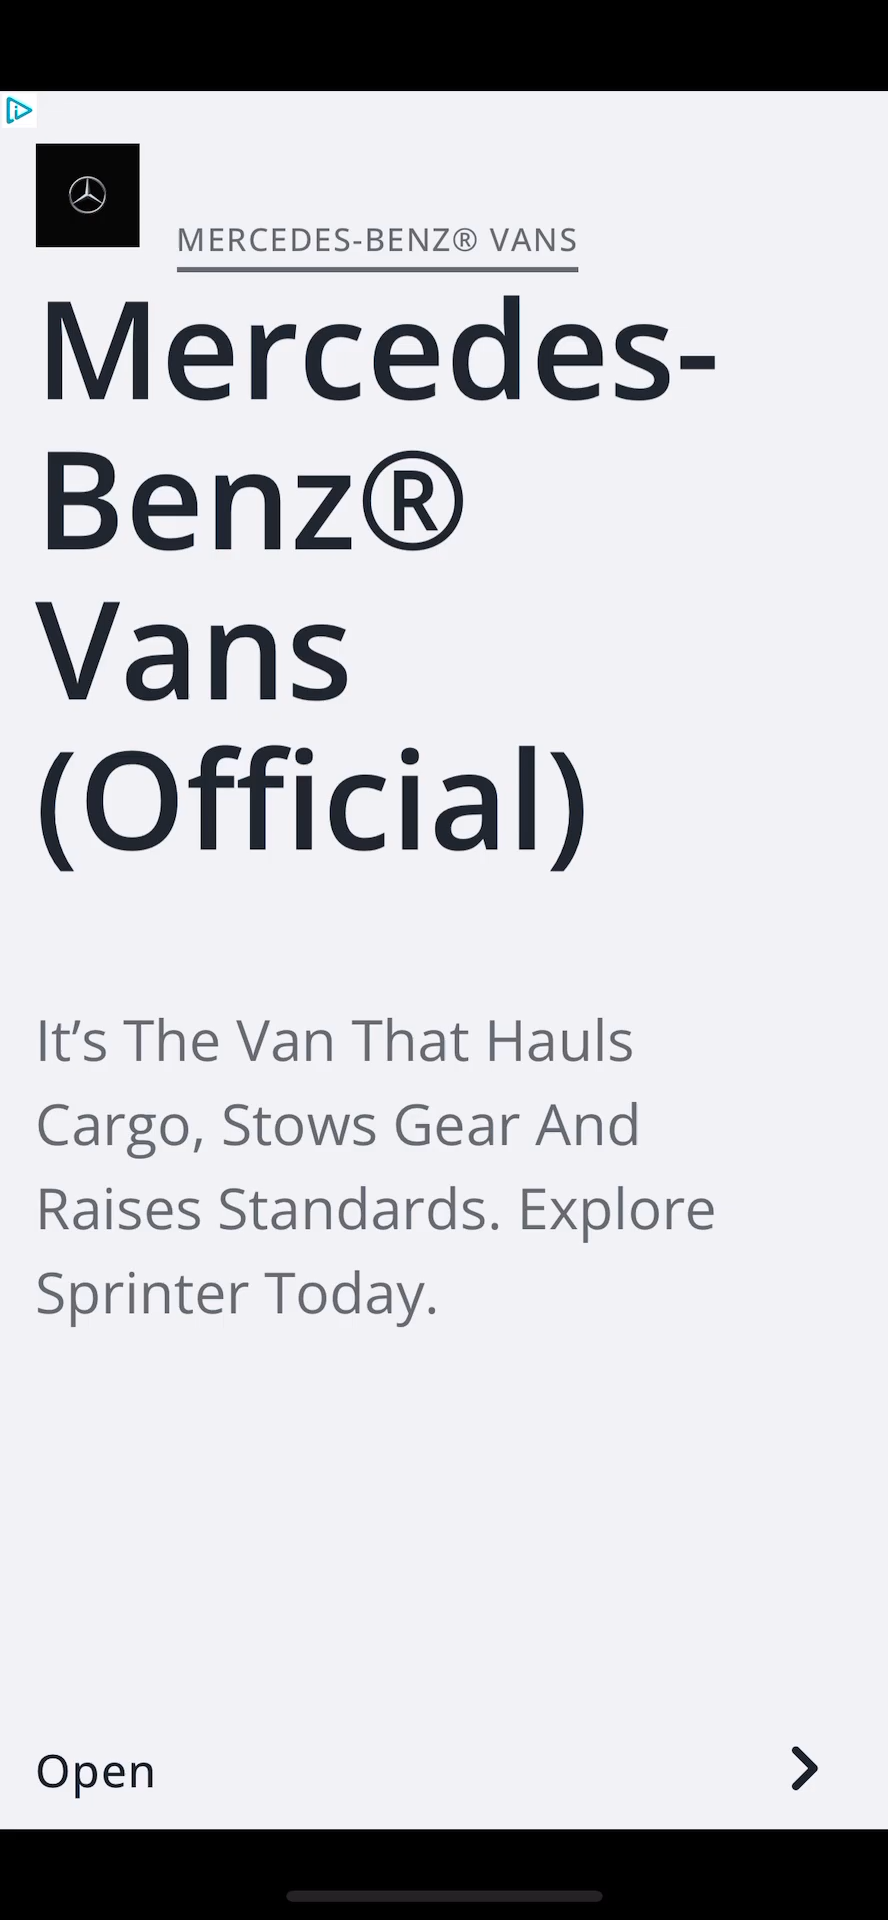 MERCEDES-BENZ® VANS
Mercedes-
Benz®
Vans
(Official)
It’s The Van That Hauls
Cargo, Stows Gear And
Raises Standards. Explore
Sprinter Today.
Open